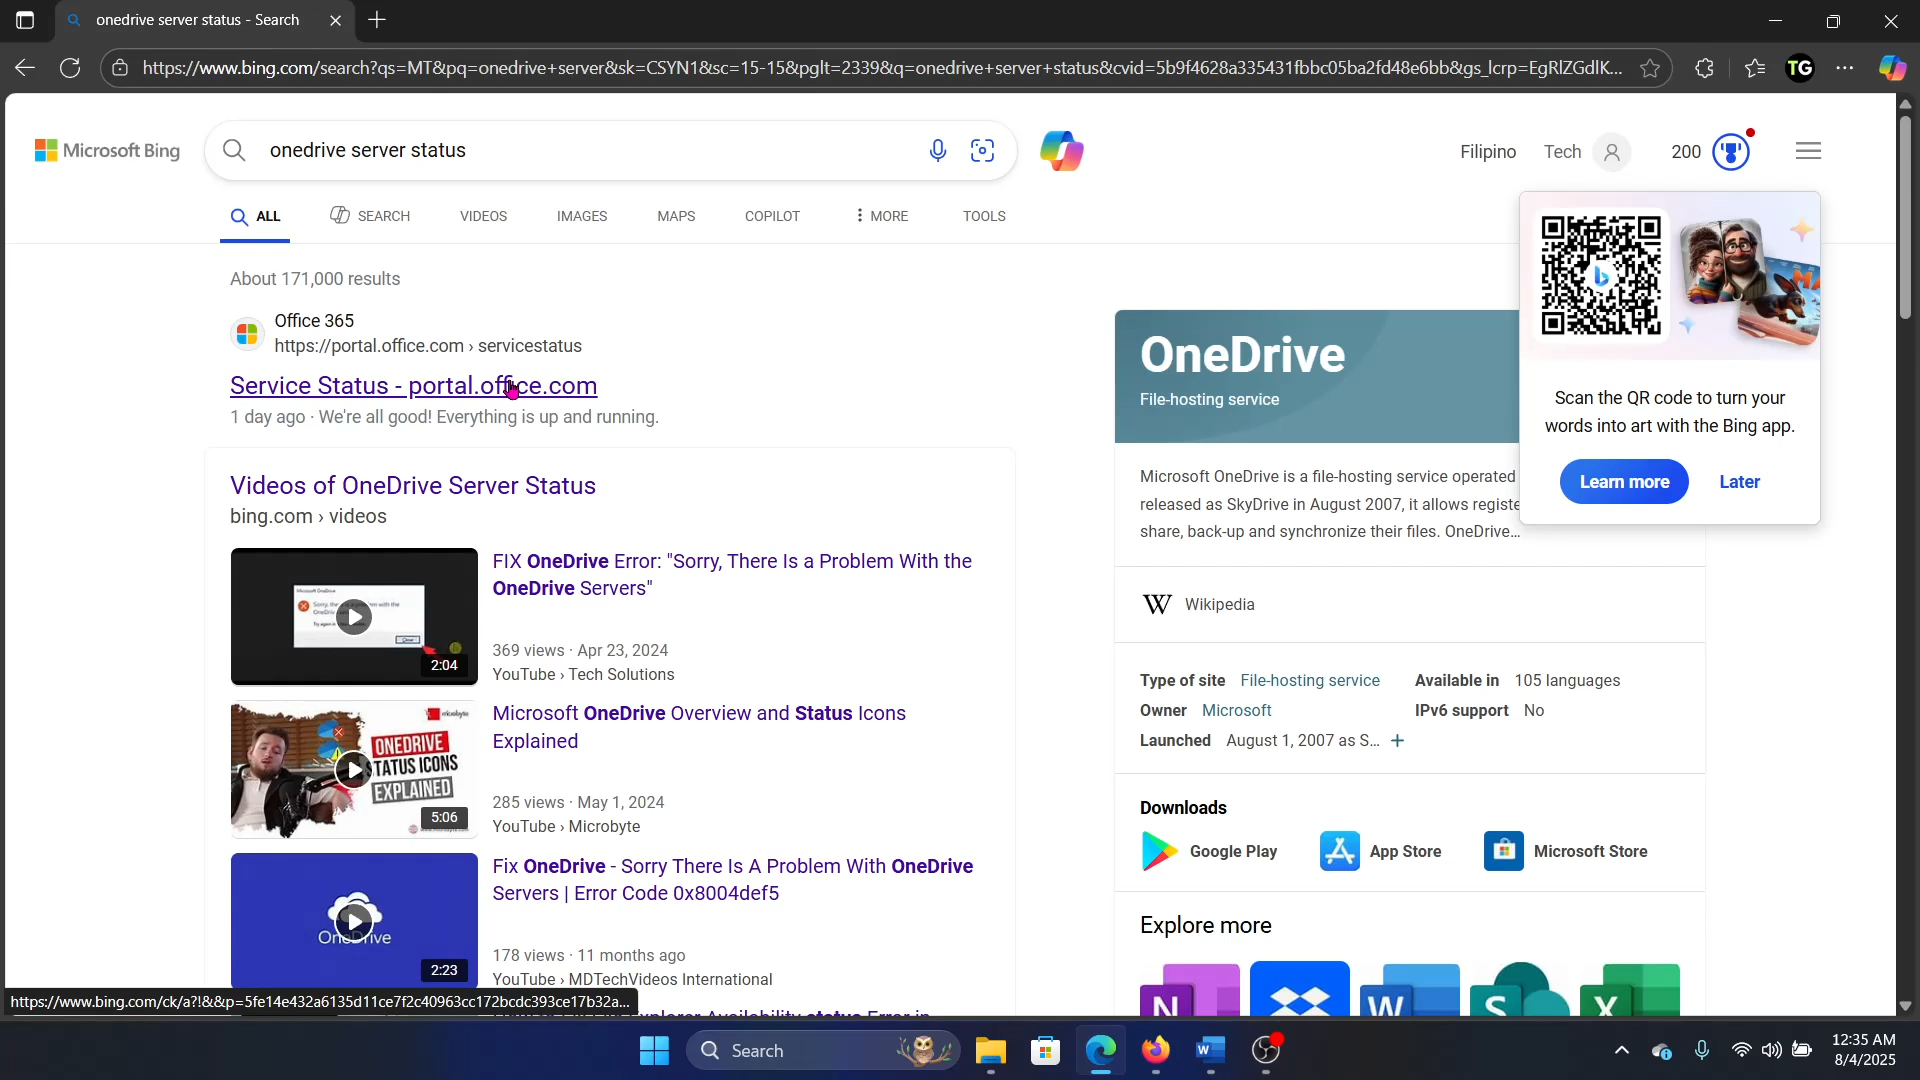 onedrive server status - Search
https://www.bing.com/search?qs=MT&pq=onedrive+server&sk=CSYN1&sc=15-15&pglt=2339&q=onedrive+server+status&cvid=5b9f4628a335431fbbc05ba2fd48e6bb&gs_lcrp=EgRlZGdlK...
TG
Microsoft Bing
onedrive server status
Filipino
Tech
200
ALL
SEARCH
VIDEOS
IMAGES
MAPS
COPILOT
MORE
TOOLS
About 171,000 results
Office 365
https://portal.office.com › servicestatus
Service Status - portal.office.com
1 day ago · We're all good! Everything is up and running.
Videos of OneDrive Server Status
bing.com › videos
FIX OneDrive Error: "Sorry, There Is a Problem With the
OneDrive Servers"
369 views · Apr 23, 2024
YouTube › Tech Solutions
2:04
Microsoft OneDrive Overview and Status Icons
Explained
285 views · May 1, 2024
YouTube › Microbyte
microbyte
ONEDRIVE
STATUS ICONS
EXPLAINED
5:06
Fix OneDrive - Sorry There Is A Problem With OneDrive
Servers | Error Code 0x8004def5
178 views · 11 months ago
YouTube › MDTechVideos International
OneDrive
2:23
OneDrive
File-hosting service
Microsoft OneDrive is a file-hosting service operated
released as SkyDrive in August 2007, it allows registe
share, back-up and synchronize their files. OneDrive...
Wikipedia
Type of site File-hosting service
Available in 105 languages
Owner Microsoft
IPv6 support No
Launched August 1, 2007 as S... +
Downloads
Google Play
App Store
Microsoft Store
Explore more
N
W
S
X
Scan the QR code to turn your
words into art with the Bing app.
Learn more
Later
https://www.bing.com/ck/a?!&&p=5fe14e432a6135d11ce7f2c40963cc172bcdc393ce17b32a...
Search
12:35 AM
8/4/2025